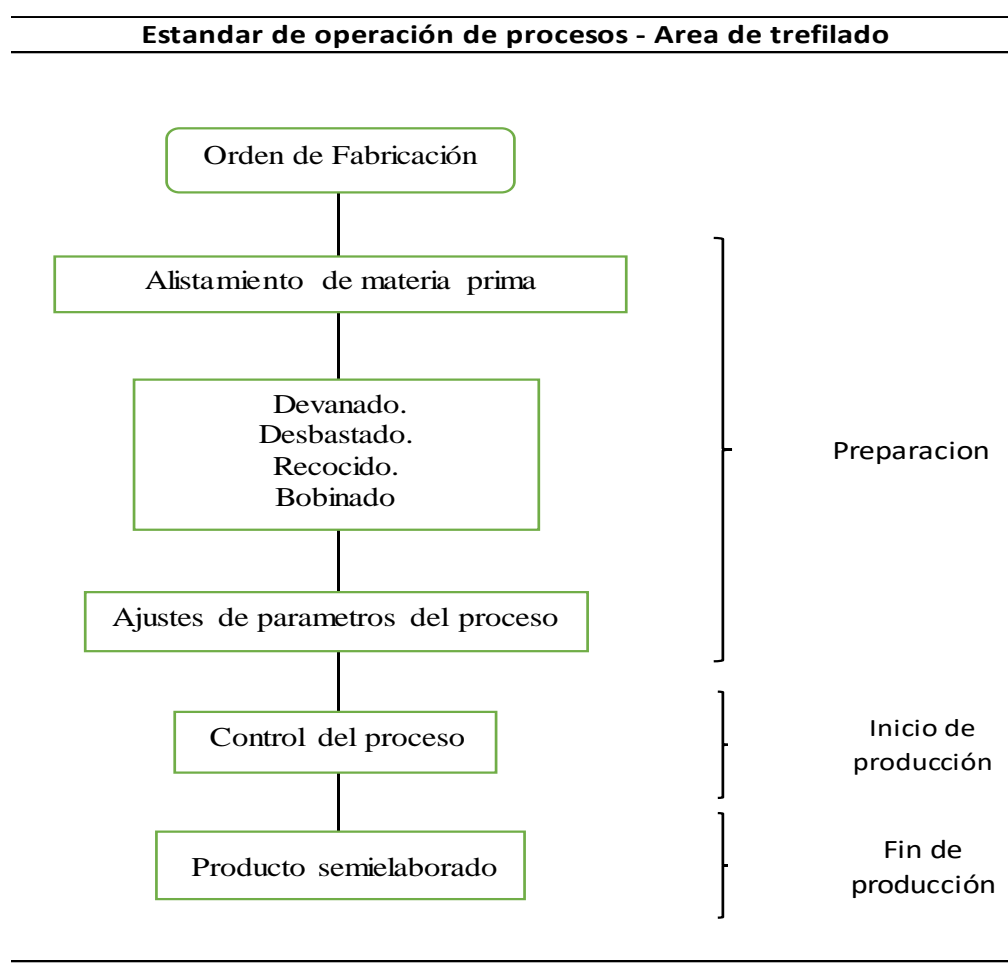 Estandar de operación de procesos - Area de trefilado
Orden de Fabricación
Alistamiento de materia prima
Devanado.
Desbastado.
Recocido.
Bobinado
Preparacion
Ajustes de parametros del proceso
Control del proceso
Inicio de
producción
Producto semielaborado
Fin de
producción